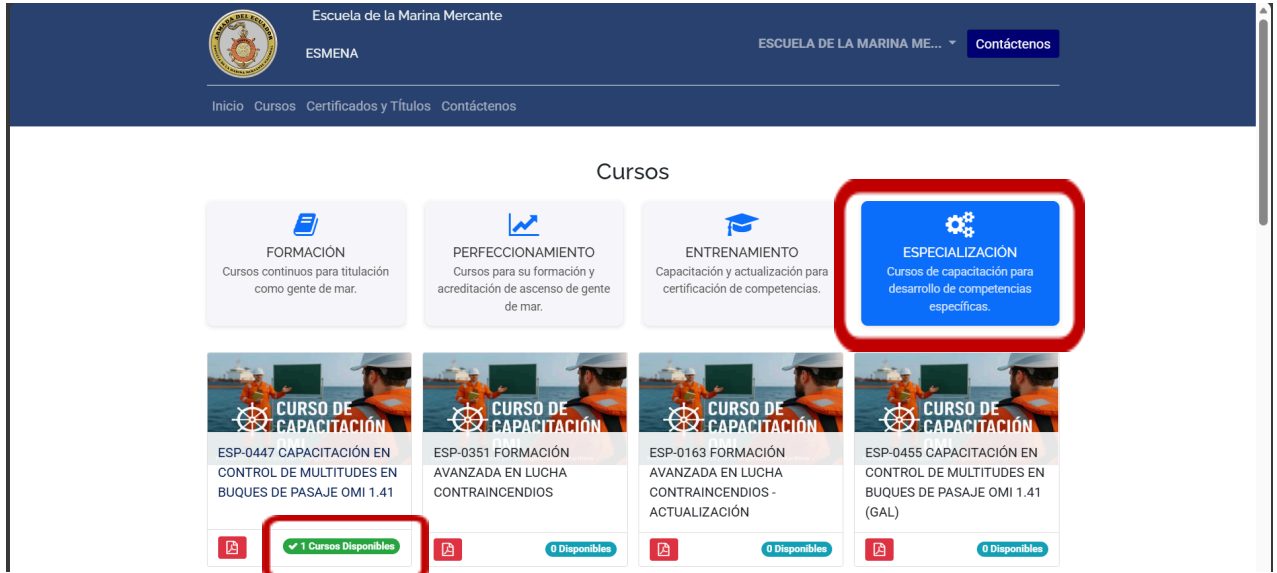 Escuela de la Marina Mercante
ESMENA
ESCUELA DE LA MARINA ME...
Contáctenos
Inicio Cursos Certificados y Títulos Contáctenos
Cursos
FORMACIÓN
Cursos continuos para titulación
como gente de mar.
PERFECCIONAMIENTO
Cursos para su formación y
acreditación de ascenso de gente
de mar.
ENTRENAMIENTO
Capacitación y actualización para
certificación de competencias.
ESPECIALIZACIÓN
Cursos de capacitación para
desarrollo de competencias
específicas.
CURSO DE
CAPACITACIÓN
OMI
ESP-0447 CAPACITACIÓN EN
CONTROL DE MULTITUDES EN
BUQUES DE PASAJE OMI 1.41
1 Cursos Disponibles
CURSO DE
CAPACITACIÓN
OMI
ESP-0351 FORMACIÓN
AVANZADA EN LUCHA
CONTRAINCENDIOS
0 Disponibles
CURSO DE
CAPACITACIÓN
OMI
ESP-0163 FORMACIÓN
AVANZADA EN LUCHA
CONTRAINCENDIOS -
ACTUALIZACIÓN
0 Disponibles
CURSO DE
CAPACITACIÓN
OMI
ESP-0455 CAPACITACIÓN EN
CONTROL DE MULTITUDES EN
BUQUES DE PASAJE OMI 1.41
(GAL)
0 Disponibles